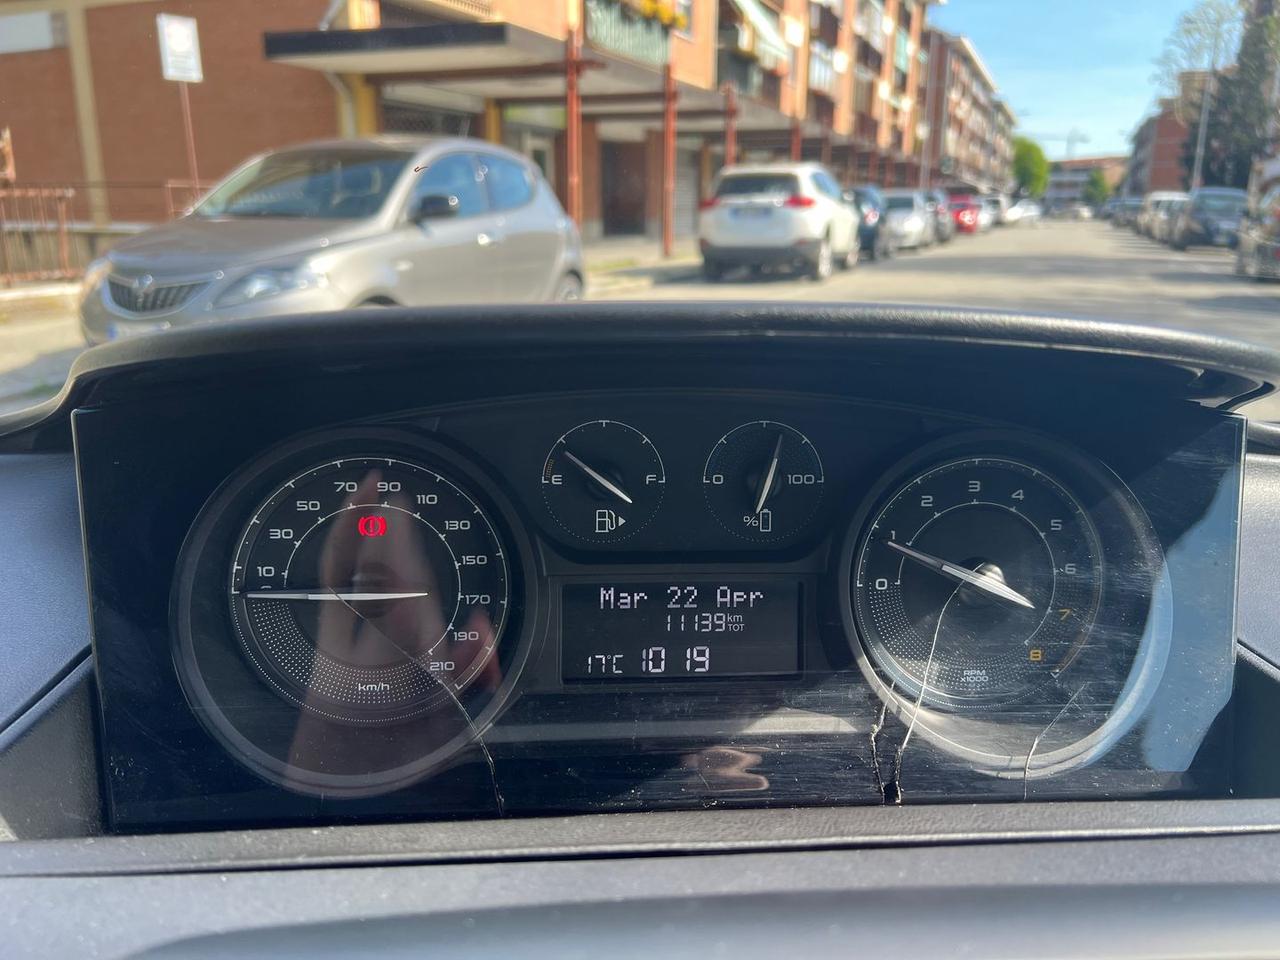 10 30 50 70 90 110 130 150 170 190 210
km/h
E F
% 0 100
Mar 22 Apr
11139 km TOT
17°C 10 19
0 1 2 3 4 5 6 7 8
RPM x1000